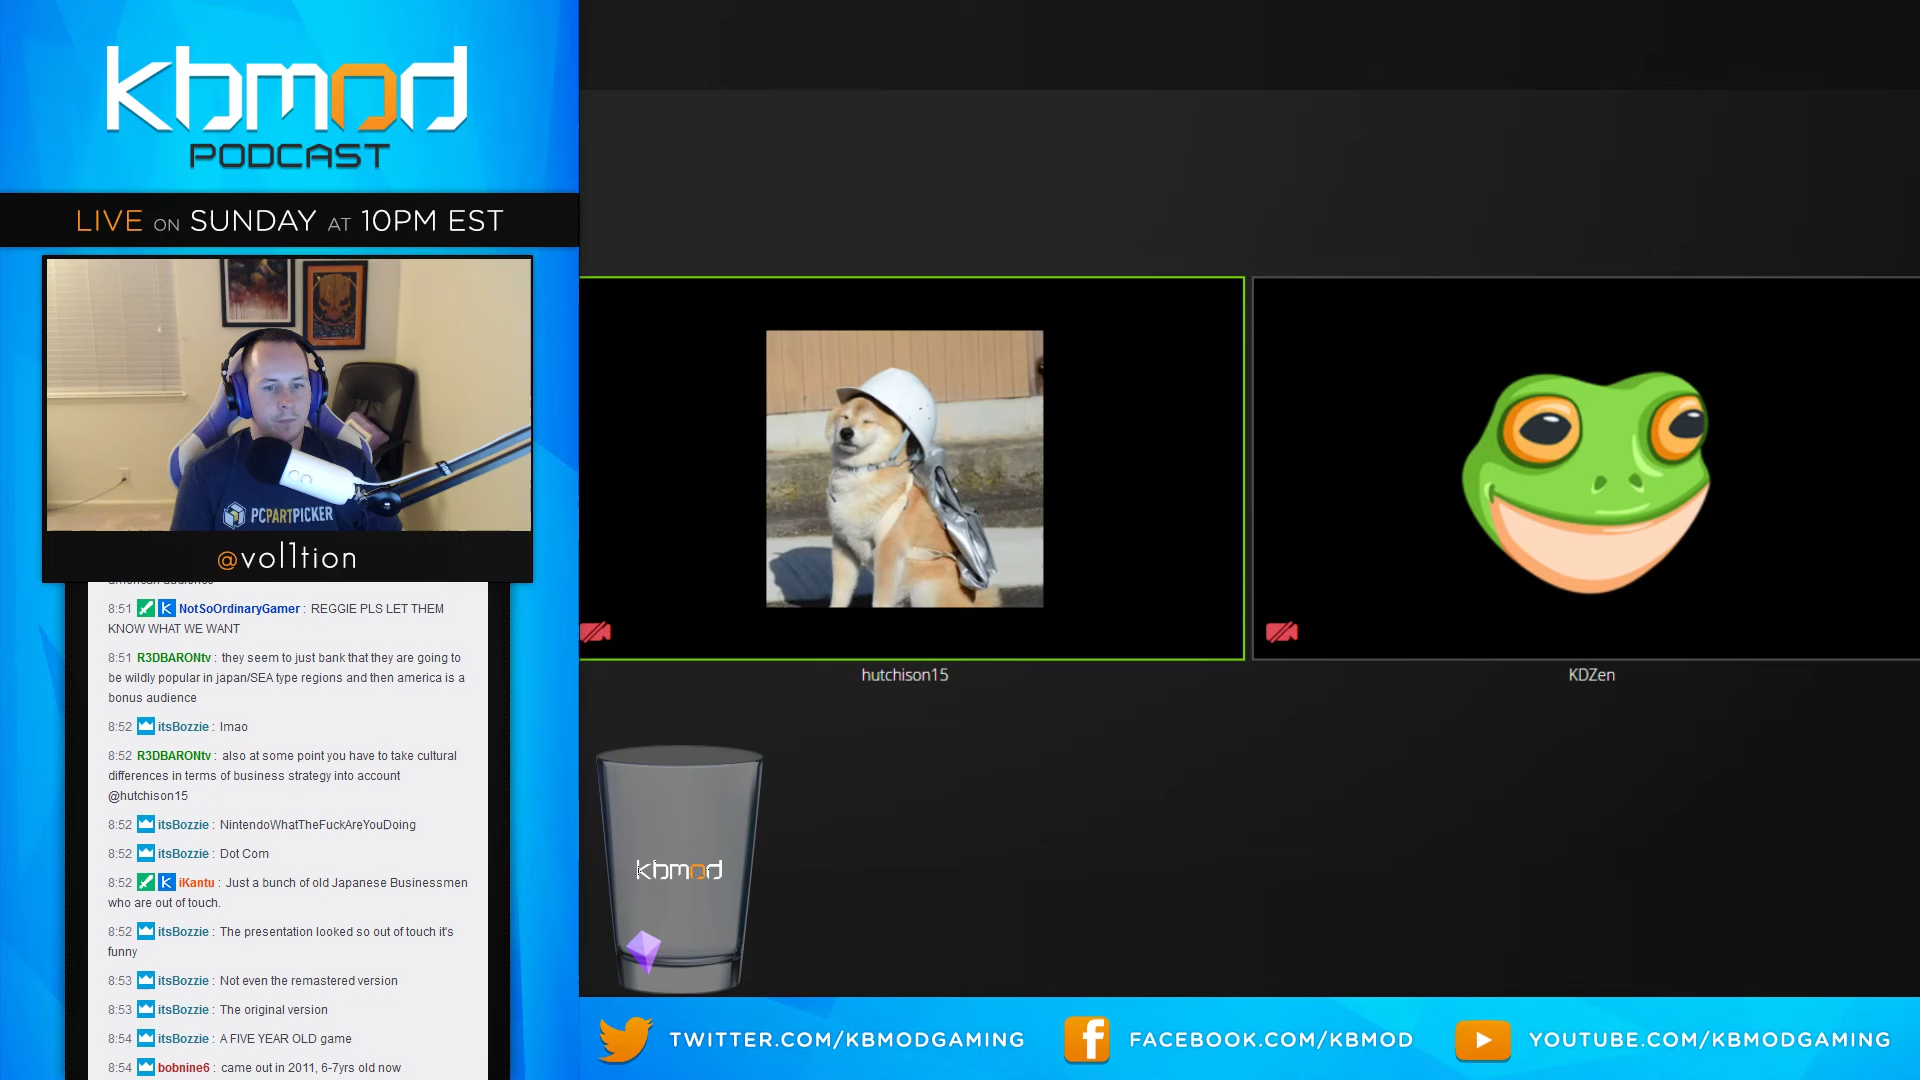 kbmod
PODCAST
LIVE ON SUNDAY AT 10PM EST
PCPARTPICKER
@vol1tion
american audience
8:51 NotSoOrdinaryGamer : REGGIE PLS LET THEM
KNOW WHAT WE WANT
8:51 R3DBARONtv : they seem to just bank that they are going to
be wildly popular in japan/SEA type regions and then america is a
bonus audience
8:52 itsBozzie : lmao
8:52 R3DBARONtv : also at some point you have to take cultural
differences in terms of business strategy into account
@hutchison15
8:52 itsBozzie : NintendoWhatTheFuckAreYouDoing
8:52 itsBozzie : Dot Com
8:52 iKantu : Just a bunch of old Japanese Businessmen
who are out of touch.
8:52 itsBozzie : The presentation looked so out of touch it's
funny
8:53 itsBozzie : Not even the remastered version
8:53 itsBozzie : The original version
8:54 itsBozzie : A FIVE YEAR OLD game
8:54 bobnine6 : came out in 2011, 6-7yrs old now
hutchison15
KDZen
kbmod
TWITTER.COM/KBMODGAMING
FACEBOOK.COM/KBMOD
YOUTUBE.COM/KBMODGAMING